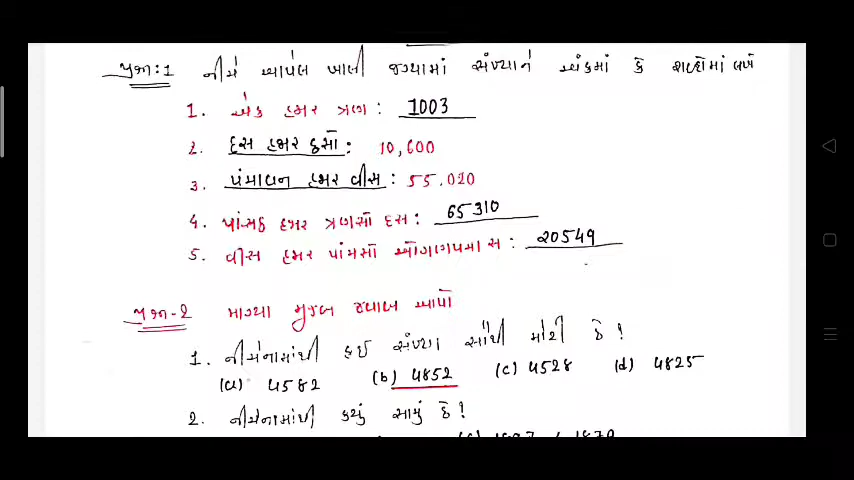 પ્રશ્ન:1 નીચે આપેલ ખાલી જગ્યામાં સંખ્યાને અંકમાં કે શબ્દોમાં લખો
1. એક હજાર ત્રણ : 1003
2. દસ હજાર છસો : 10,600
3. પંચાવન હજાર વીસ : 55,020
4. પાંસઠ હજાર ત્રણસો દસ : 65310
5. વીસ હજાર પાંચસો ઓગણપચાસ : 20549
પ્રશ્ન-2 માગ્યા મુજબ જવાબ આપો
1. નીચેનામાંથી કઈ સંખ્યા સૌથી મોટી છે ?
(a) 4582 (b) 4852 (c) 4528 (d) 4825
2. નીચેનામાંથી કયું સાચું છે ?